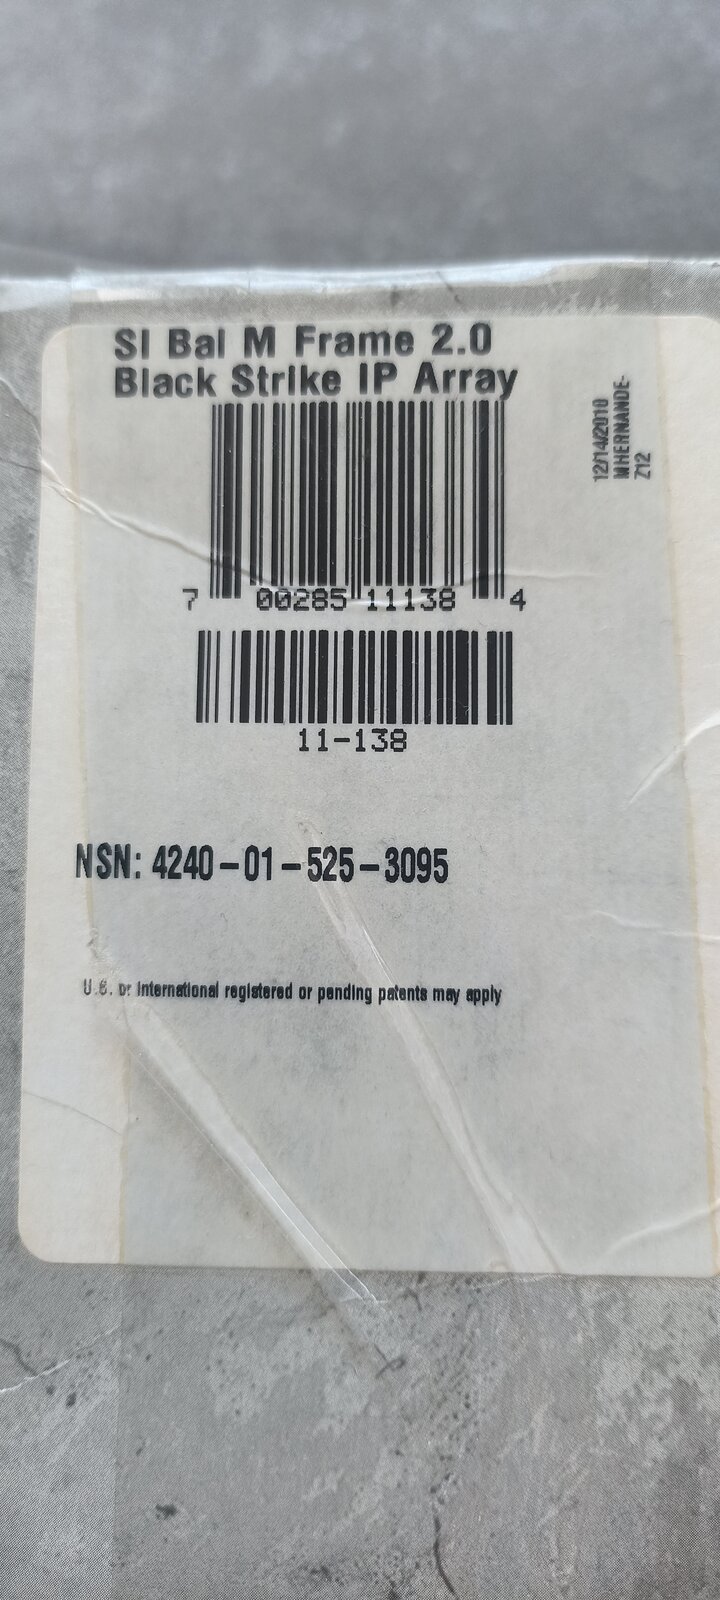 SI Bal M Frame 2.0
Black Strike IP Array
12/14/2010
MHERNANDE-
Z12
7 00285 11138 4
11-138
NSN: 4240-01-525-3095
U.S. or International registered or pending patents may apply